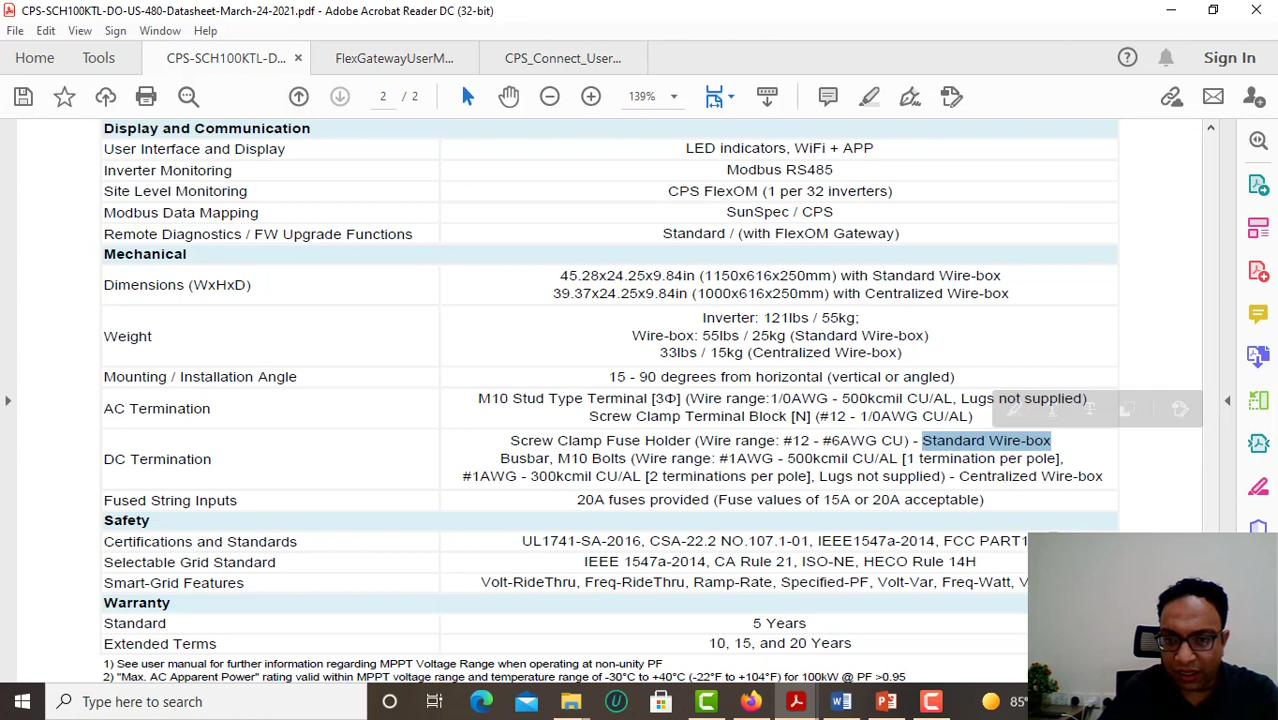 CPS-SCH100KTL-DO-US-480-Datasheet-March-24-2021.pdf - Adobe Acrobat Reader DC (32-bit)
File Edit View Sign Window Help
Home Tools CPS-SCH100KTL-D... × FlexGatewayUserM... CPS_Connect_User... Sign In
2 / 2 139%
Display and Communication
User Interface and Display LED indicators, WiFi + APP
Inverter Monitoring Modbus RS485
Site Level Monitoring CPS FlexOM (1 per 32 inverters)
Modbus Data Mapping SunSpec / CPS
Remote Diagnostics / FW Upgrade Functions Standard / (with FlexOM Gateway)
Mechanical
Dimensions (WxHxD) 45.28x24.25x9.84in (1150x616x250mm) with Standard Wire-box
39.37x24.25x9.84in (1000x616x250mm) with Centralized Wire-box
Weight Inverter: 121lbs / 55kg;
Wire-box: 55lbs / 25kg (Standard Wire-box)
33lbs / 15kg (Centralized Wire-box)
Mounting / Installation Angle 15 - 90 degrees from horizontal (vertical or angled)
AC Termination M10 Stud Type Terminal [3Φ] (Wire range:1/0AWG - 500kcmil CU/AL, Lugs not supplied)
Screw Clamp Terminal Block [N] (#12 - 1/0AWG CU/AL)
DC Termination Screw Clamp Fuse Holder (Wire range: #12 - #6AWG CU) - Standard Wire-box
Busbar, M10 Bolts (Wire range: #1AWG - 500kcmil CU/AL [1 termination per pole],
#1AWG - 300kcmil CU/AL [2 terminations per pole], Lugs not supplied) - Centralized Wire-box
Fused String Inputs 20A fuses provided (Fuse values of 15A or 20A acceptable)
Safety
Certifications and Standards UL1741-SA-2016, CSA-22.2 NO.107.1-01, IEEE1547a-2014, FCC PART1
Selectable Grid Standard IEEE 1547a-2014, CA Rule 21, ISO-NE, HECO Rule 14H
Smart-Grid Features Volt-RideThru, Freq-RideThru, Ramp-Rate, Specified-PF, Volt-Var, Freq-Watt, V
Warranty
Standard 5 Years
Extended Terms 10, 15, and 20 Years
1) See user manual for further information regarding MPPT Voltage Range when operating at non-unity PF
2) "Max. AC Apparent Power" rating valid within MPPT voltage range and temperature range of -30°C to +40°C (-22°F to +104°F) for 100kW @ PF >0.95
Type here to search 85°